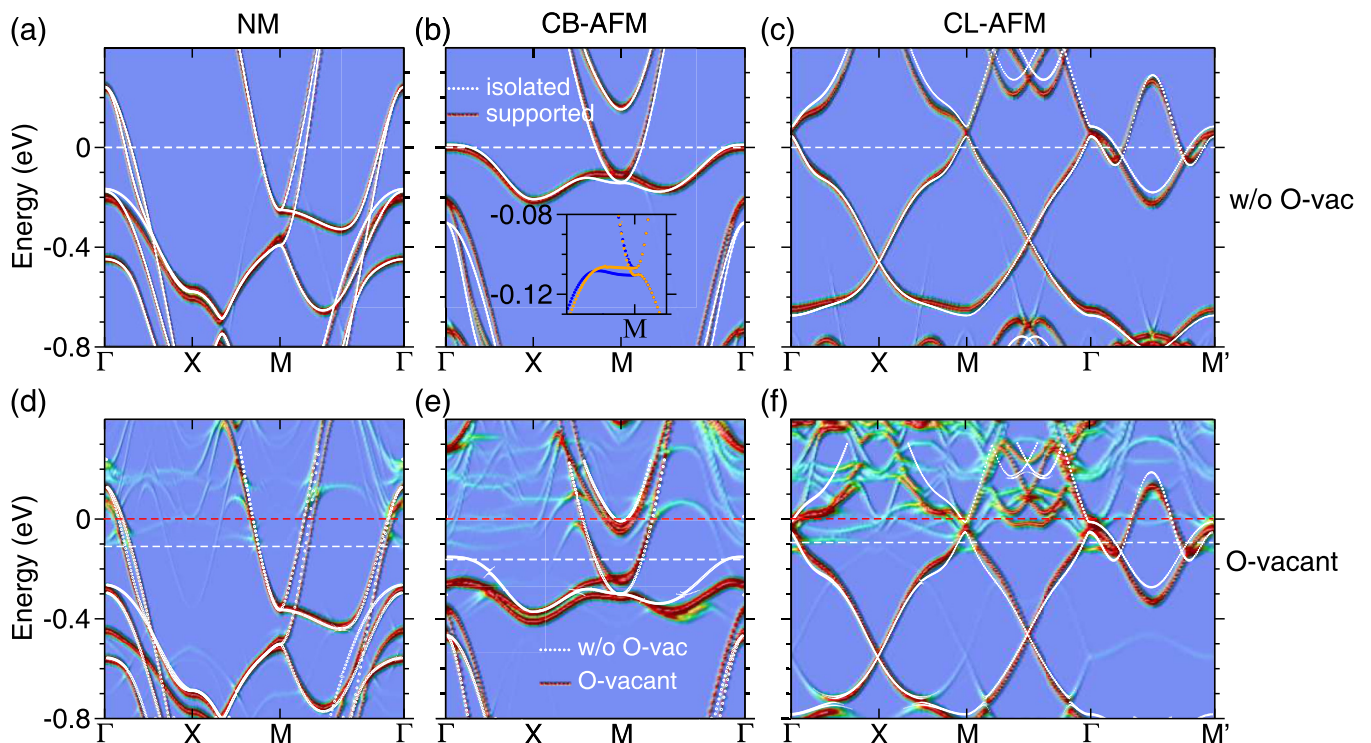 NM
CB-AFM
CL-AFM
(a)
(b)
(c)
isolated
supported
Energy (eV)
0
-0.4
-0.8
-0.08
-0.12
M
w/o O-vac
Γ X M Γ
Γ X M Γ
Γ X M Γ M'
(d)
(e)
(f)
w/o O-vac
O-vacant
Energy (eV)
0
-0.4
-0.8
O-vacant
Γ X M Γ
Γ X M Γ
Γ X M Γ M'